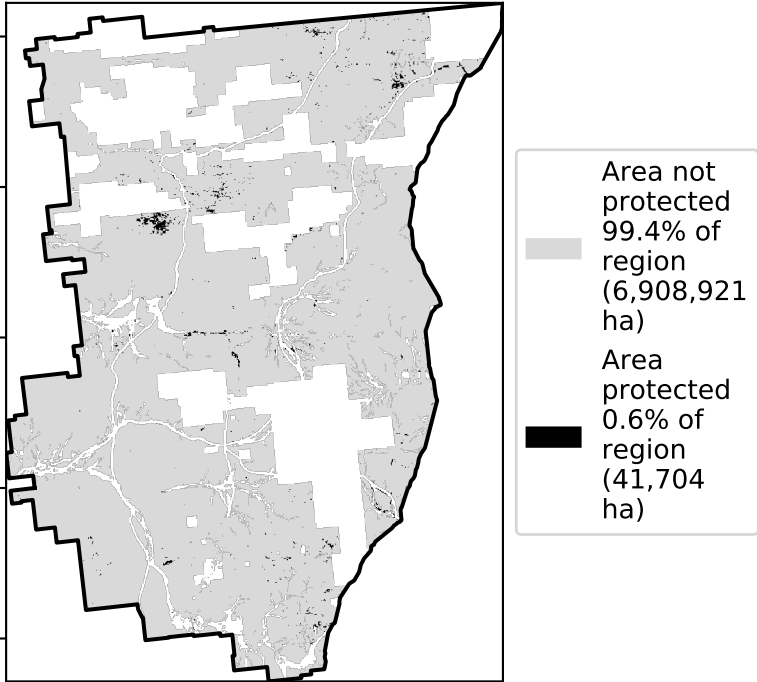 Area not
protected
99.4% of
region
(6,908,921
ha)
Area
protected
0.6% of
region
(41,704
ha)